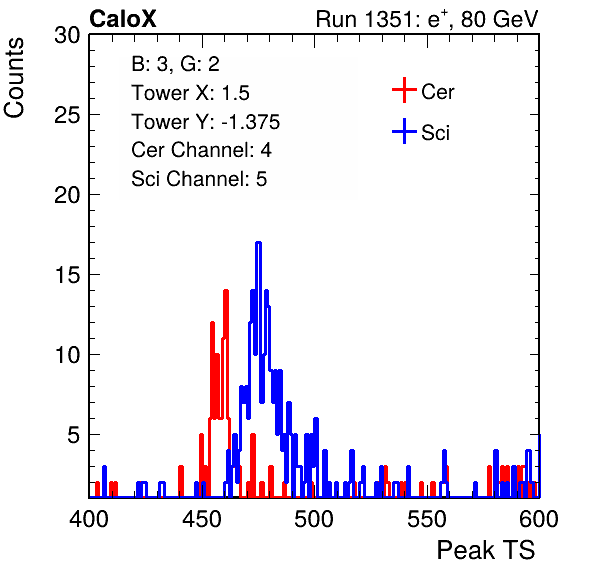 CaloX Run 1351: e⁺, 80 GeV
Counts
30
25
20
15
10
5
B: 3, G: 2
Tower X: 1.5
Tower Y: -1.375
Cer Channel: 4
Sci Channel: 5
Cer
Sci
400 450 500 550 600
Peak TS